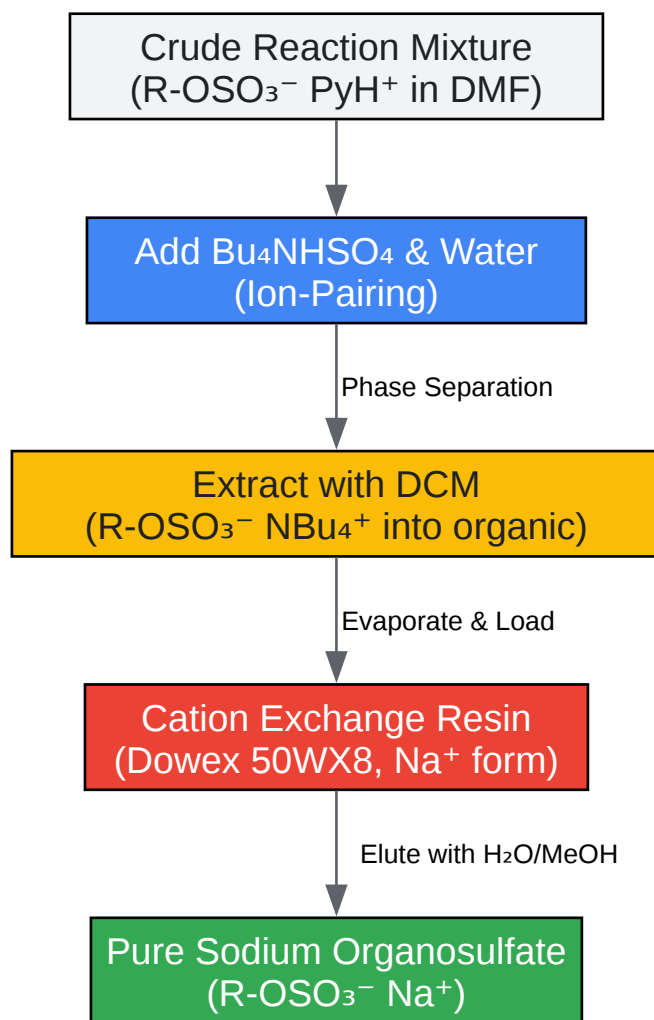 Crude Reaction Mixture
(R-OSO₃⁻ PyH⁺ in DMF)
Add Bu₄NHSO₄ & Water
(Ion-Pairing)
Phase Separation
Extract with DCM
(R-OSO₃⁻ NBu₄⁺ into organic)
Evaporate & Load
Cation Exchange Resin
(Dowex 50WX8, Na⁺ form)
Elute with H₂O/MeOH
Pure Sodium Organosulfate
(R-OSO₃⁻ Na⁺)